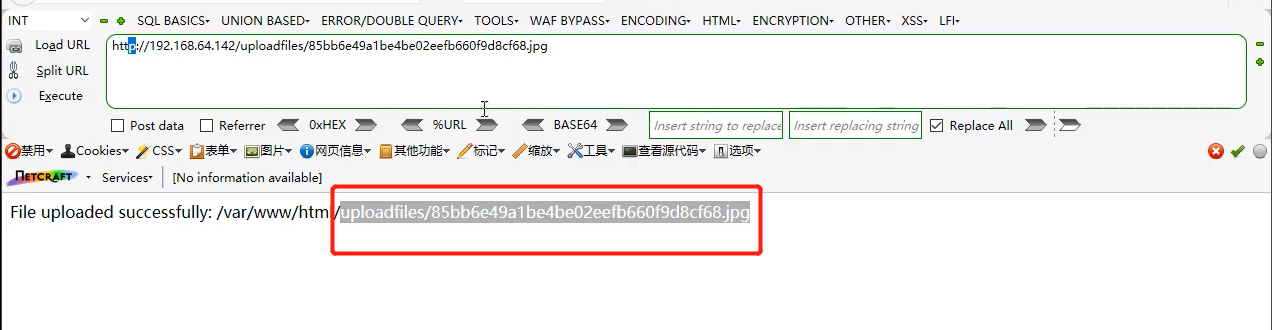 INT SQL BASICS UNION BASED ERROR/DOUBLE QUERY TOOLS WAF BYPASS ENCODING HTML ENCRYPTION OTHER XSS LFI
Load URL http://192.168.64.142/uploadfiles/85bb6e49a1be4be02eefb660f9d8cf68.jpg
Split URL
Execute
Post data Referrer 0xHEX %URL BASE64 Insert string to replace Insert replacing string Replace All
禁用 Cookies CSS 表单 图片 网页信息 其他功能 标记 缩放 工具 查看源代码 选项
NETCRAFT Services [No information available]
File uploaded successfully: /var/www/html/uploadfiles/85bb6e49a1be4be02eefb660f9d8cf68.jpg